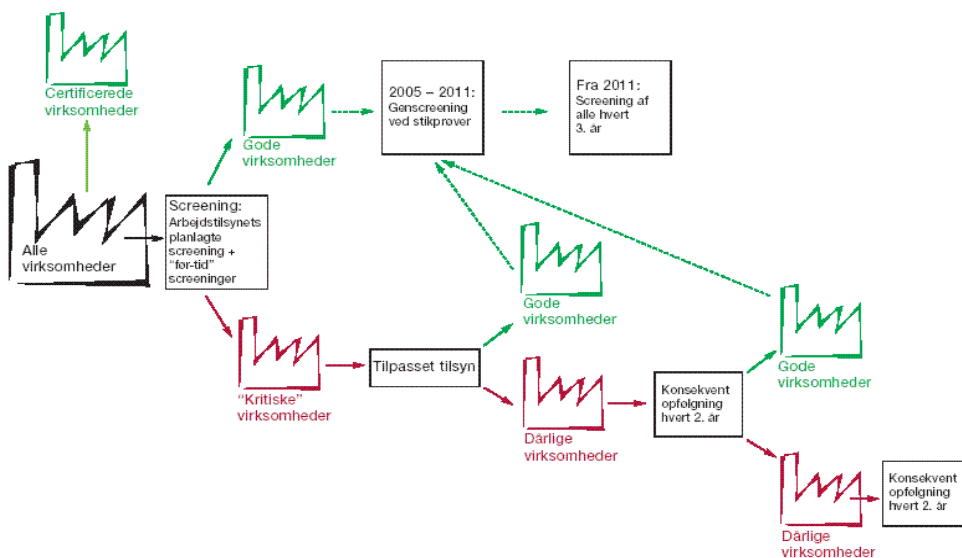 Certificerede
virksomheder
Alle
virksomheder
Screening:
Arbejdstilsynets
planlagte
screening +
"før-tid"
screeninger
Gode
virksomheder
2005 – 2011:
Genscreening
ved stikprøver
Fra 2011:
Screening af
alle hvert
3. år
"Kritiske"
virksomheder
Tilpasset tilsyn
Gode
virksomheder
Dårlige
virksomheder
Konsekvent
opfølgning
hvert 2. år
Gode
virksomheder
Dårlige
virksomheder
Konsekvent
opfølgning
hvert 2. år